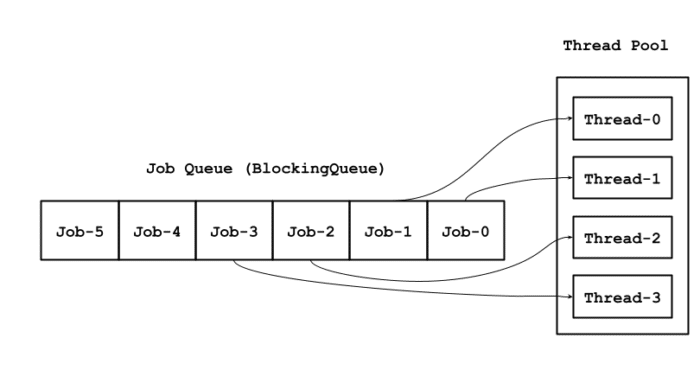 Thread Pool
Thread-0
Job Queue (BlockingQueue)
Thread-1
Job-5 Job-4 Job-3 Job-2 Job-1 Job-0
Thread-2
Thread-3